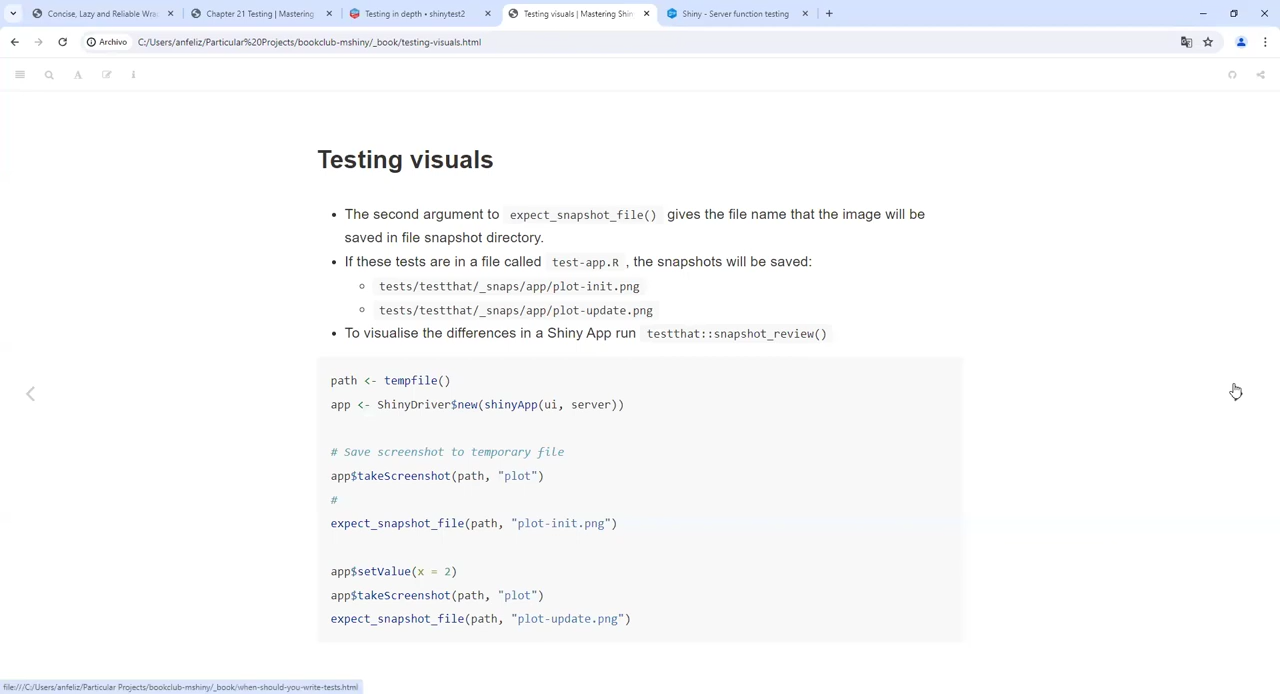 Concise, Lazy and Reliable Wra
Chapter 21 Testing | Mastering
Testing in depth • shinytest2
Testing visuals | Mastering Shin
Shiny - Server function testing
Archivo
C:/Users/anfeliz/Particular%20Projects/bookclub-mshiny/_book/testing-visuals.html
Testing visuals
• The second argument to expect_snapshot_file() gives the file name that the image will be
saved in file snapshot directory.
• If these tests are in a file called test-app.R , the snapshots will be saved:
tests/testthat/_snaps/app/plot-init.png
tests/testthat/_snaps/app/plot-update.png
• To visualise the differences in a Shiny App run testthat::snapshot_review()
path <- tempfile()
app <- ShinyDriver$new(shinyApp(ui, server))
# Save screenshot to temporary file
app$takeScreenshot(path, "plot")
#
expect_snapshot_file(path, "plot-init.png")
app$setValue(x = 2)
app$takeScreenshot(path, "plot")
expect_snapshot_file(path, "plot-update.png")
file:///C:/Users/anfeliz/Particular Projects/bookclub-mshiny/_book/when-should-you-write-tests.html